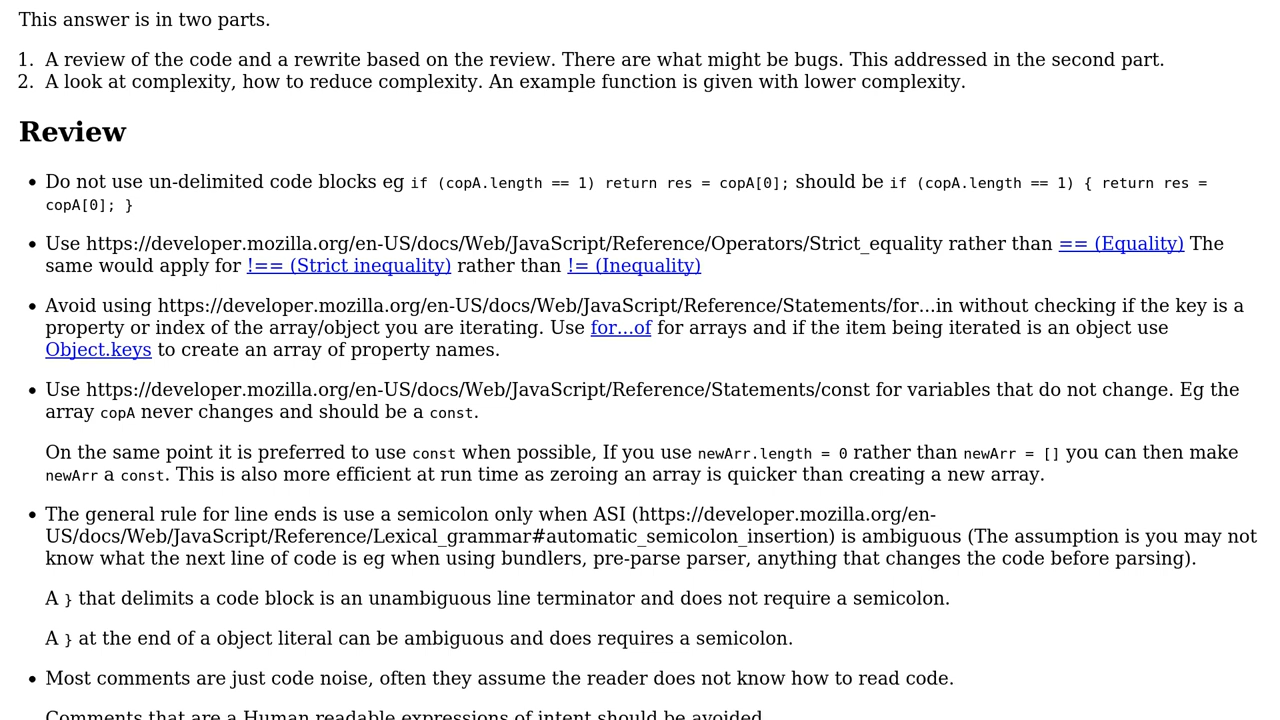 This answer is in two parts.
1. A review of the code and a rewrite based on the review. There are what might be bugs. This addressed in the second part.
2. A look at complexity, how to reduce complexity. An example function is given with lower complexity.
Review
• Do not use un-delimited code blocks eg if (copA.length == 1) return res = copA[0]; should be if (copA.length == 1) { return res =
copA[0]; }
• Use https://developer.mozilla.org/en-US/docs/Web/JavaScript/Reference/Operators/Strict_equality rather than == (Equality) The
same would apply for !== (Strict inequality) rather than != (Inequality)
• Avoid using https://developer.mozilla.org/en-US/docs/Web/JavaScript/Reference/Statements/for...in without checking if the key is a
property or index of the array/object you are iterating. Use for...of for arrays and if the item being iterated is an object use
Object.keys to create an array of property names.
• Use https://developer.mozilla.org/en-US/docs/Web/JavaScript/Reference/Statements/const for variables that do not change. Eg the
array copA never changes and should be a const.
On the same point it is preferred to use const when possible, If you use newArr.length = 0 rather than newArr = [] you can then make
newArr a const. This is also more efficient at run time as zeroing an array is quicker than creating a new array.
• The general rule for line ends is use a semicolon only when ASI (https://developer.mozilla.org/en-
US/docs/Web/JavaScript/Reference/Lexical_grammar#automatic_semicolon_insertion) is ambiguous (The assumption is you may not
know what the next line of code is eg when using bundlers, pre-parse parser, anything that changes the code before parsing).
A } that delimits a code block is an unambiguous line terminator and does not require a semicolon.
A } at the end of a object literal can be ambiguous and does requires a semicolon.
• Most comments are just code noise, often they assume the reader does not know how to read code.
Comments that are a Human readable expressions of intent should be avoided.